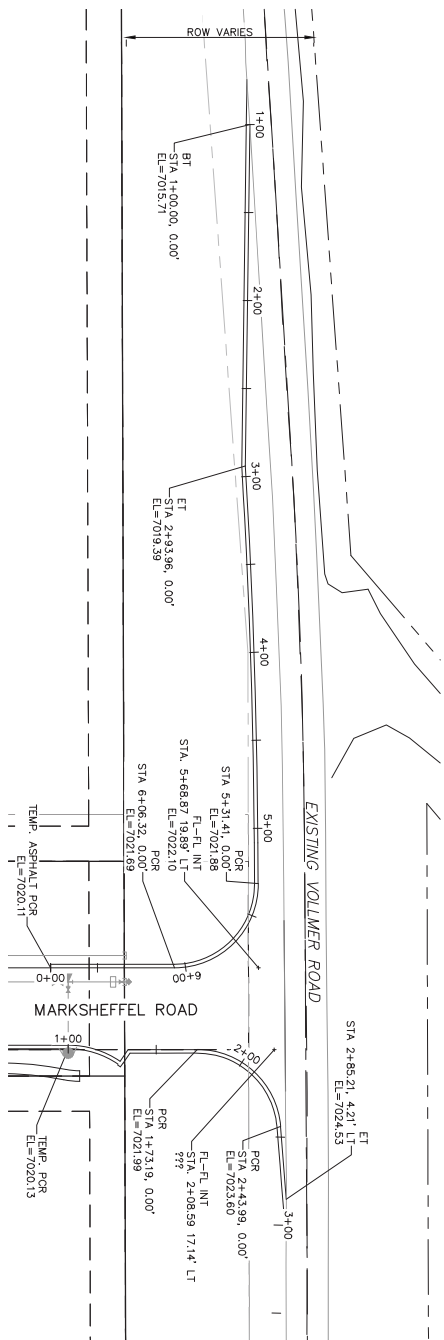 ROW VARIES
1+00
BT
STA 1+00.00, 0.00'
EL=7015.71
2+00
3+00
ET
STA 2+93.96, 0.00'
EL=7019.39
4+00
5+00
EXISTING VOLLMER ROAD
PCR
STA 5+31.41, 0.00'
EL=7021.88
FL-FL INT
STA. 5+68.87 19.89' LT
EL=7022.10
PCR
STA 6+06.32, 0.00'
EL=7021.69
TEMP. ASPHALT PCR
EL=7020.11
0+00
6+00
MARKSHEFFEL ROAD
1+00
2+00
3+00
ET
STA 2+85.21, 4.21' LT
EL=7024.53
PCR
STA 2+43.99, 0.00'
EL=7023.60
FL-FL INT
STA. 2+08.59 17.14' LT
???
PCR
STA 1+73.19, 0.00'
EL=7021.99
TEMP. PCR
EL=7020.13